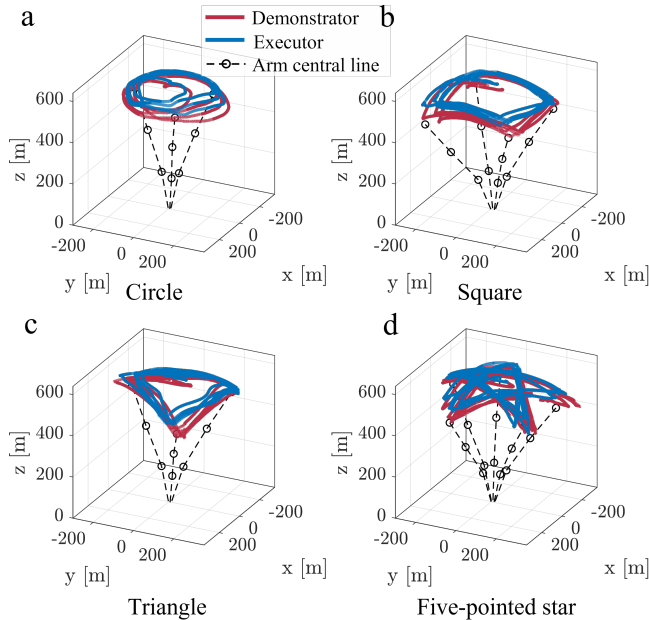 a
b
Demonstrator
Executor
Arm central line
600
400
200
0
z [m]
-200
0
200
y [m]
200
0
-200
x [m]
Circle
600
400
200
0
z [m]
-200
0
200
y [m]
200
0
-200
x [m]
Square
c
d
600
400
200
0
z [m]
-200
0
200
y [m]
200
0
-200
x [m]
Triangle
600
400
200
0
z [m]
-200
0
200
y [m]
200
0
-200
x [m]
Five-pointed star